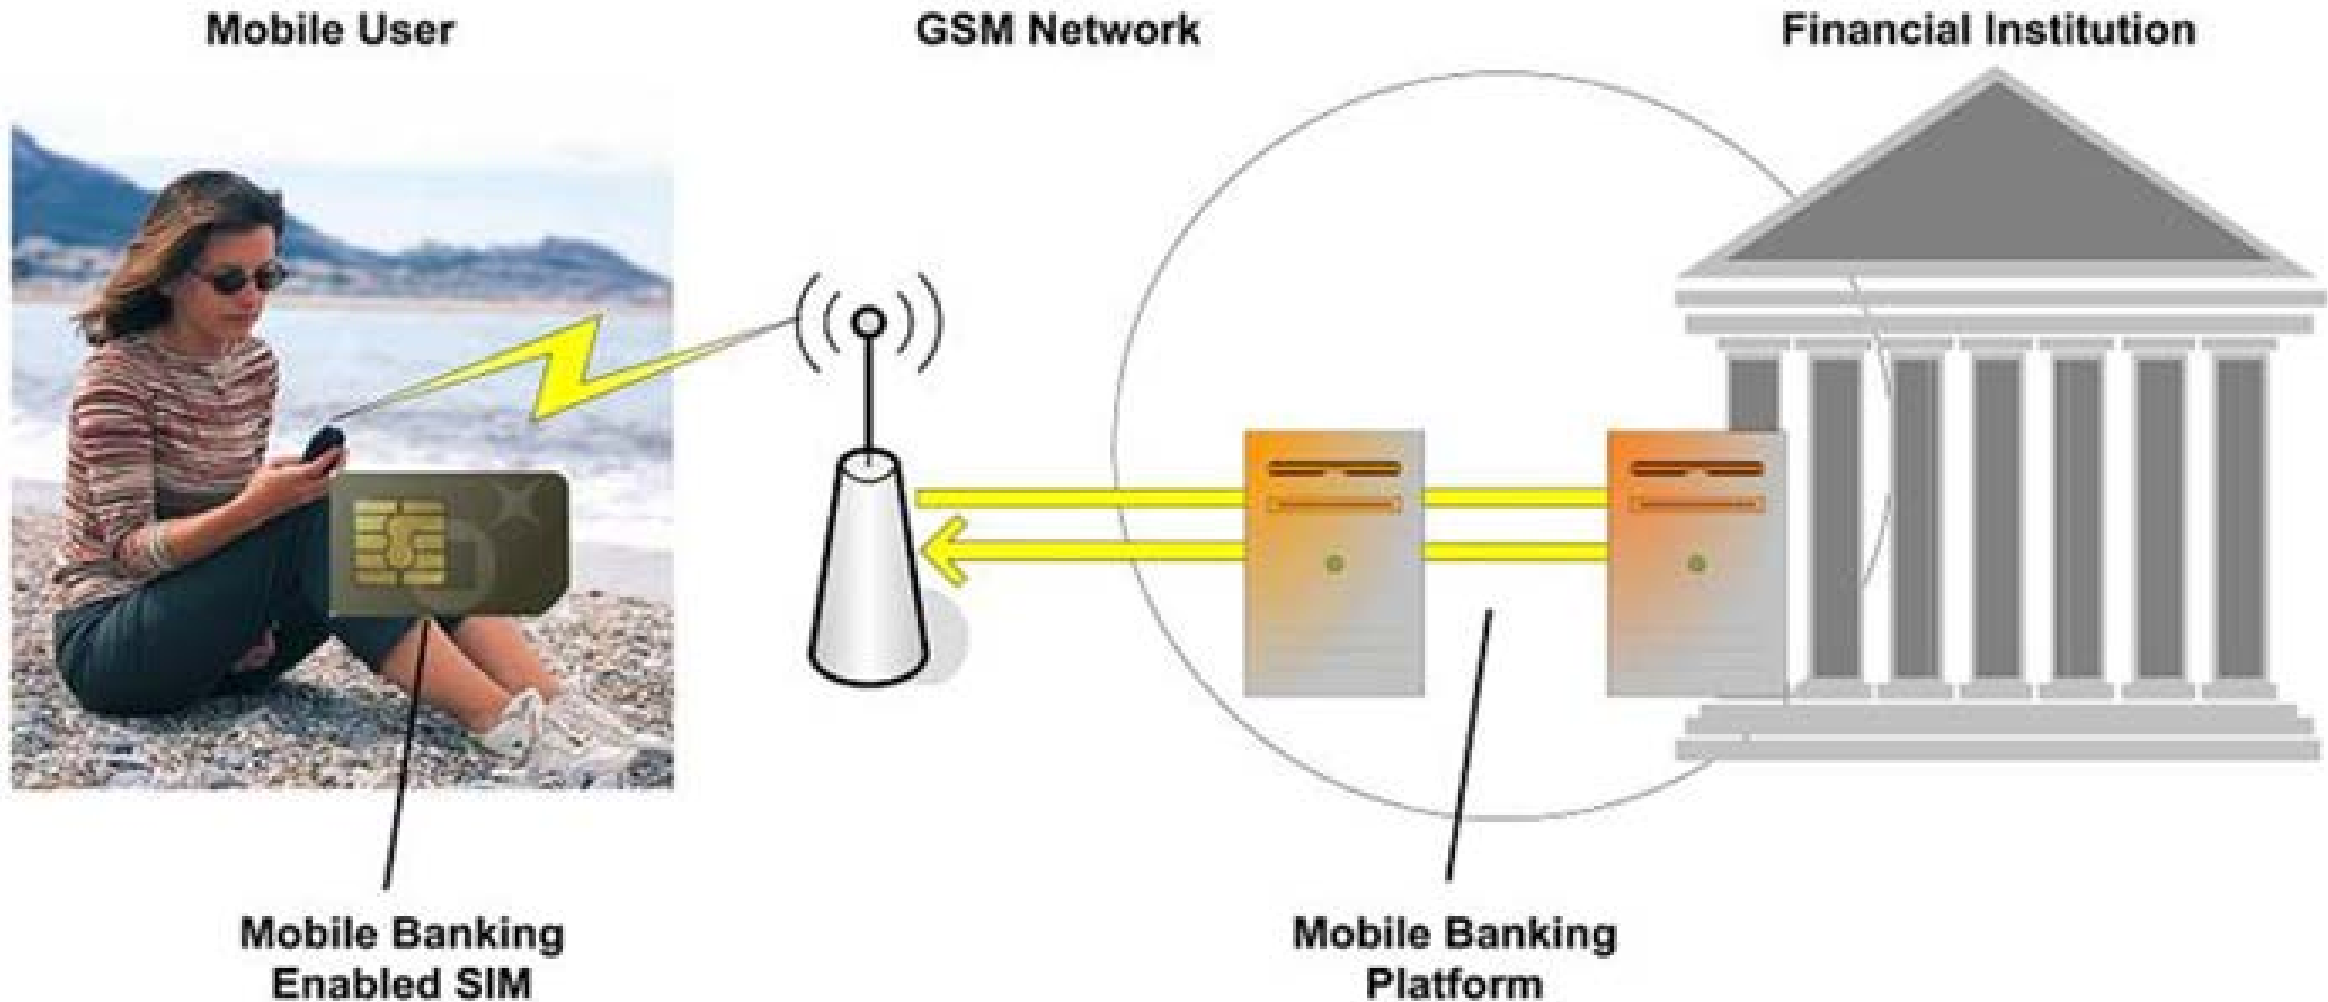 Mobile User
GSM Network
Financial Institution
Mobile Banking
Enabled SIM
Mobile Banking
Platform